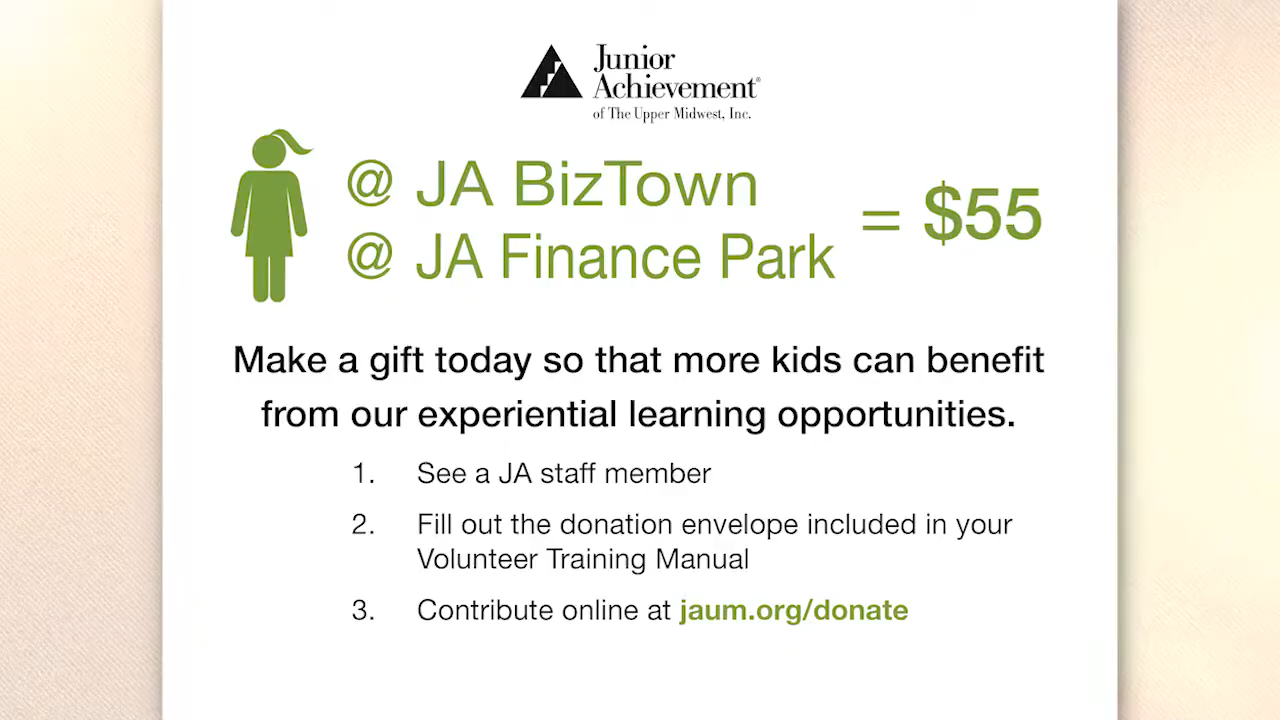 Junior
Achievement®
of The Upper Midwest, Inc.
@ JA BizTown
@ JA Finance Park
= $55
Make a gift today so that more kids can benefit
from our experiential learning opportunities.
1. See a JA staff member
2. Fill out the donation envelope included in your
Volunteer Training Manual
3. Contribute online at jaum.org/donate